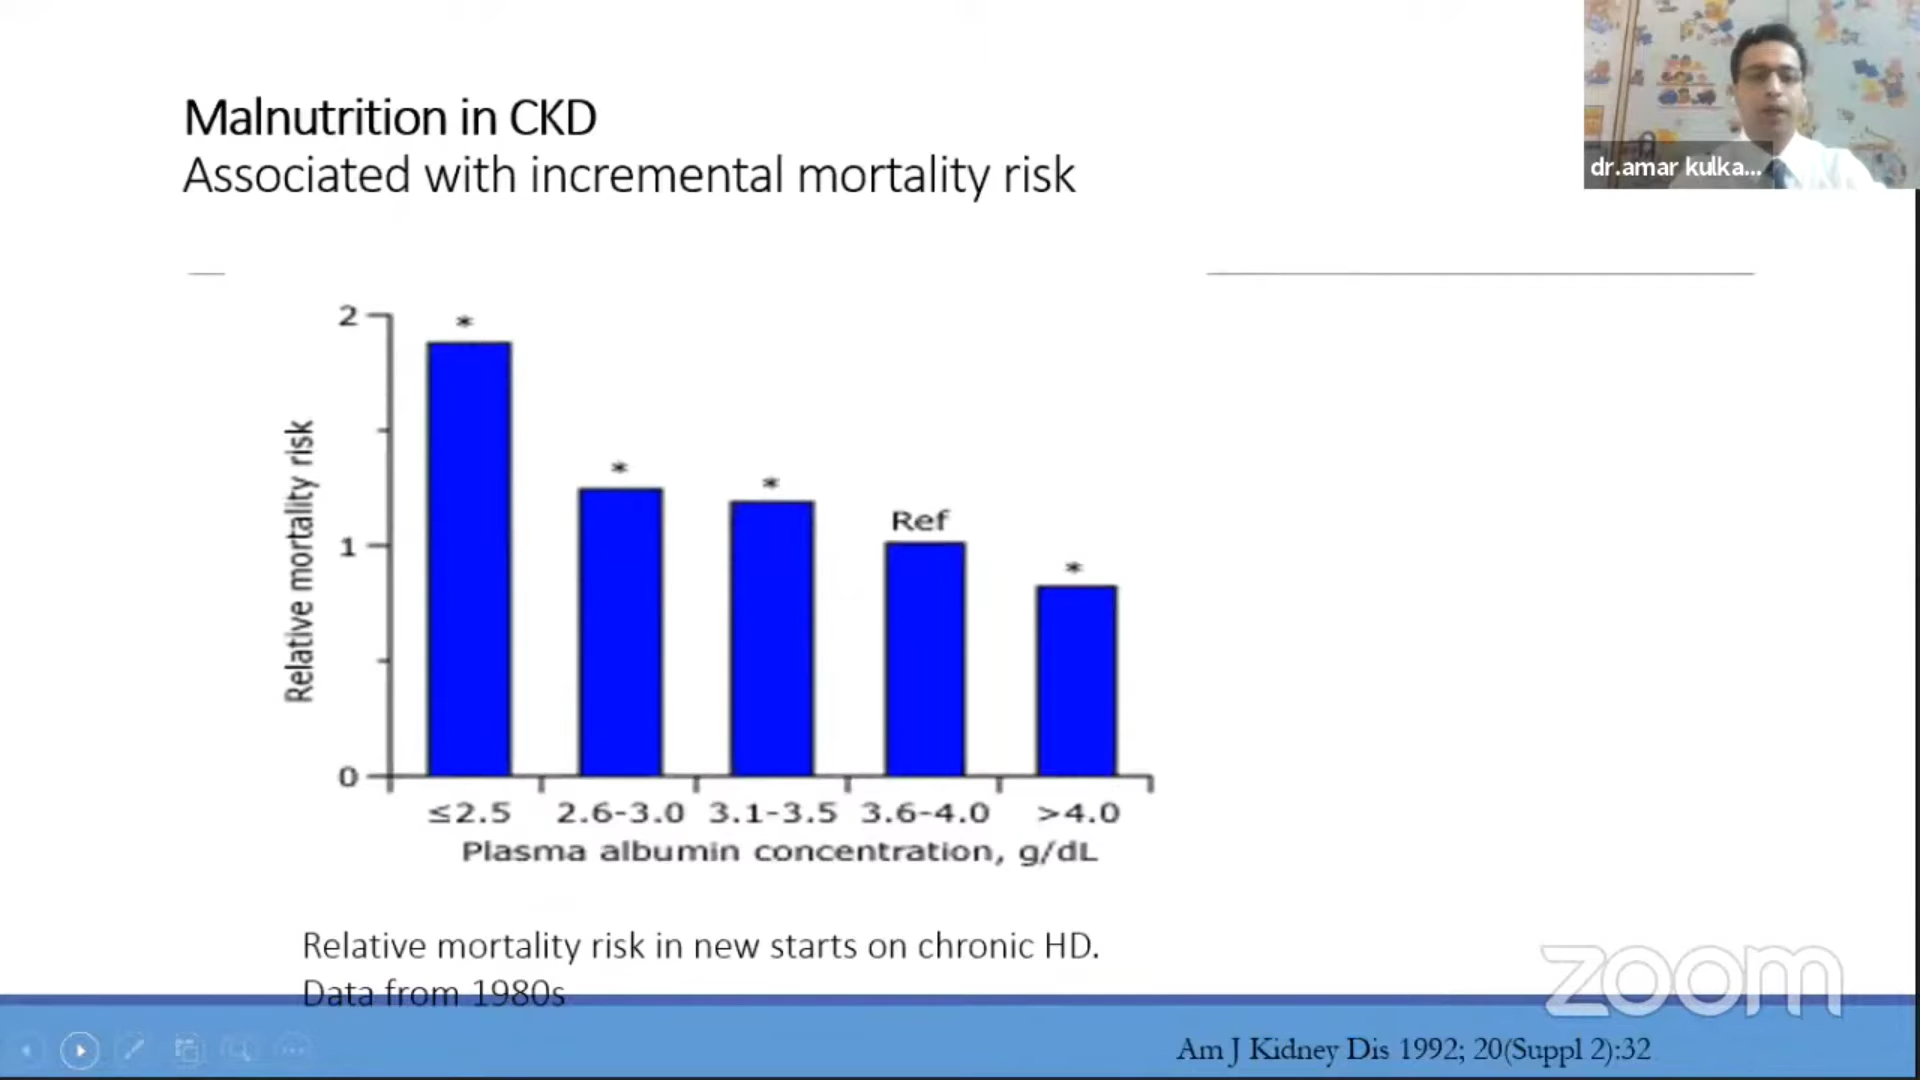 Malnutrition in CKD
Associated with incremental mortality risk
dr.amar kulka...
2
*
*
*
Ref
*
1
0
Relative mortality risk
≤2.5 2.6-3.0 3.1-3.5 3.6-4.0 >4.0
Plasma albumin concentration, g/dL
Relative mortality risk in new starts on chronic HD.
Data from 1980s
zoom
Am J Kidney Dis 1992; 20(Suppl 2):32